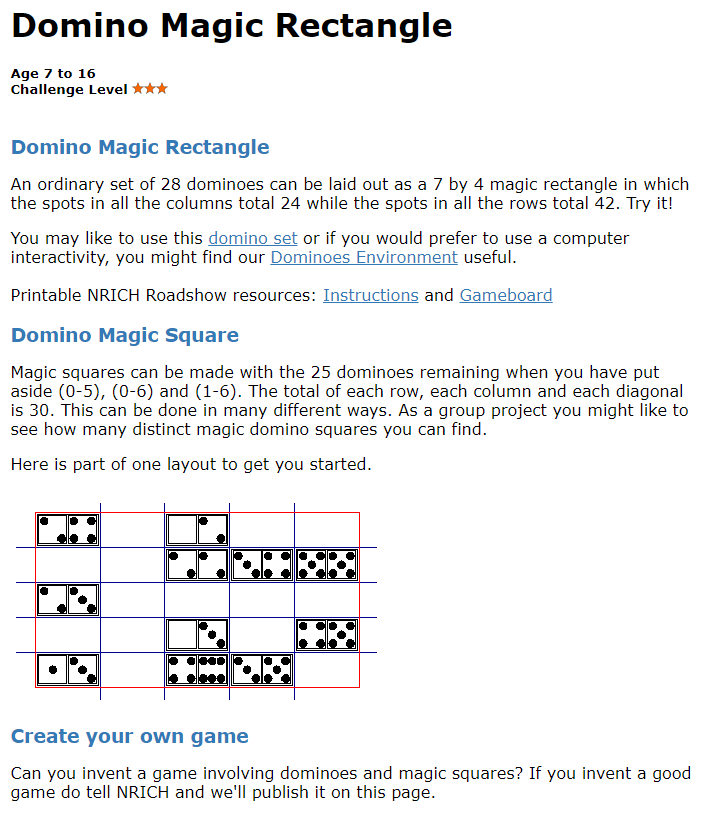 Domino Magic Rectangle
Age 7 to 16
Challenge Level
Domino Magic Rectangle
An ordinary set of 28 dominoes can be laid out as a 7 by 4 magic rectangle in which
the spots in all the columns total 24 while the spots in all the rows total 42. Try it!
You may like to use this domino set or if you would prefer to use a computer
interactivity, you might find our Dominoes Environment useful.
Printable NRICH Roadshow resources: Instructions and Gameboard
Domino Magic Square
Magic squares can be made with the 25 dominoes remaining when you have put
aside (0-5), (0-6) and (1-6). The total of each row, each column and each diagonal
is 30. This can be done in many different ways. As a group project you might like to
see how many distinct magic domino squares you can find.
Here is part of one layout to get you started.
Create your own game
Can you invent a game involving dominoes and magic squares? If you invent a good
game do tell NRICH and we'll publish it on this page.